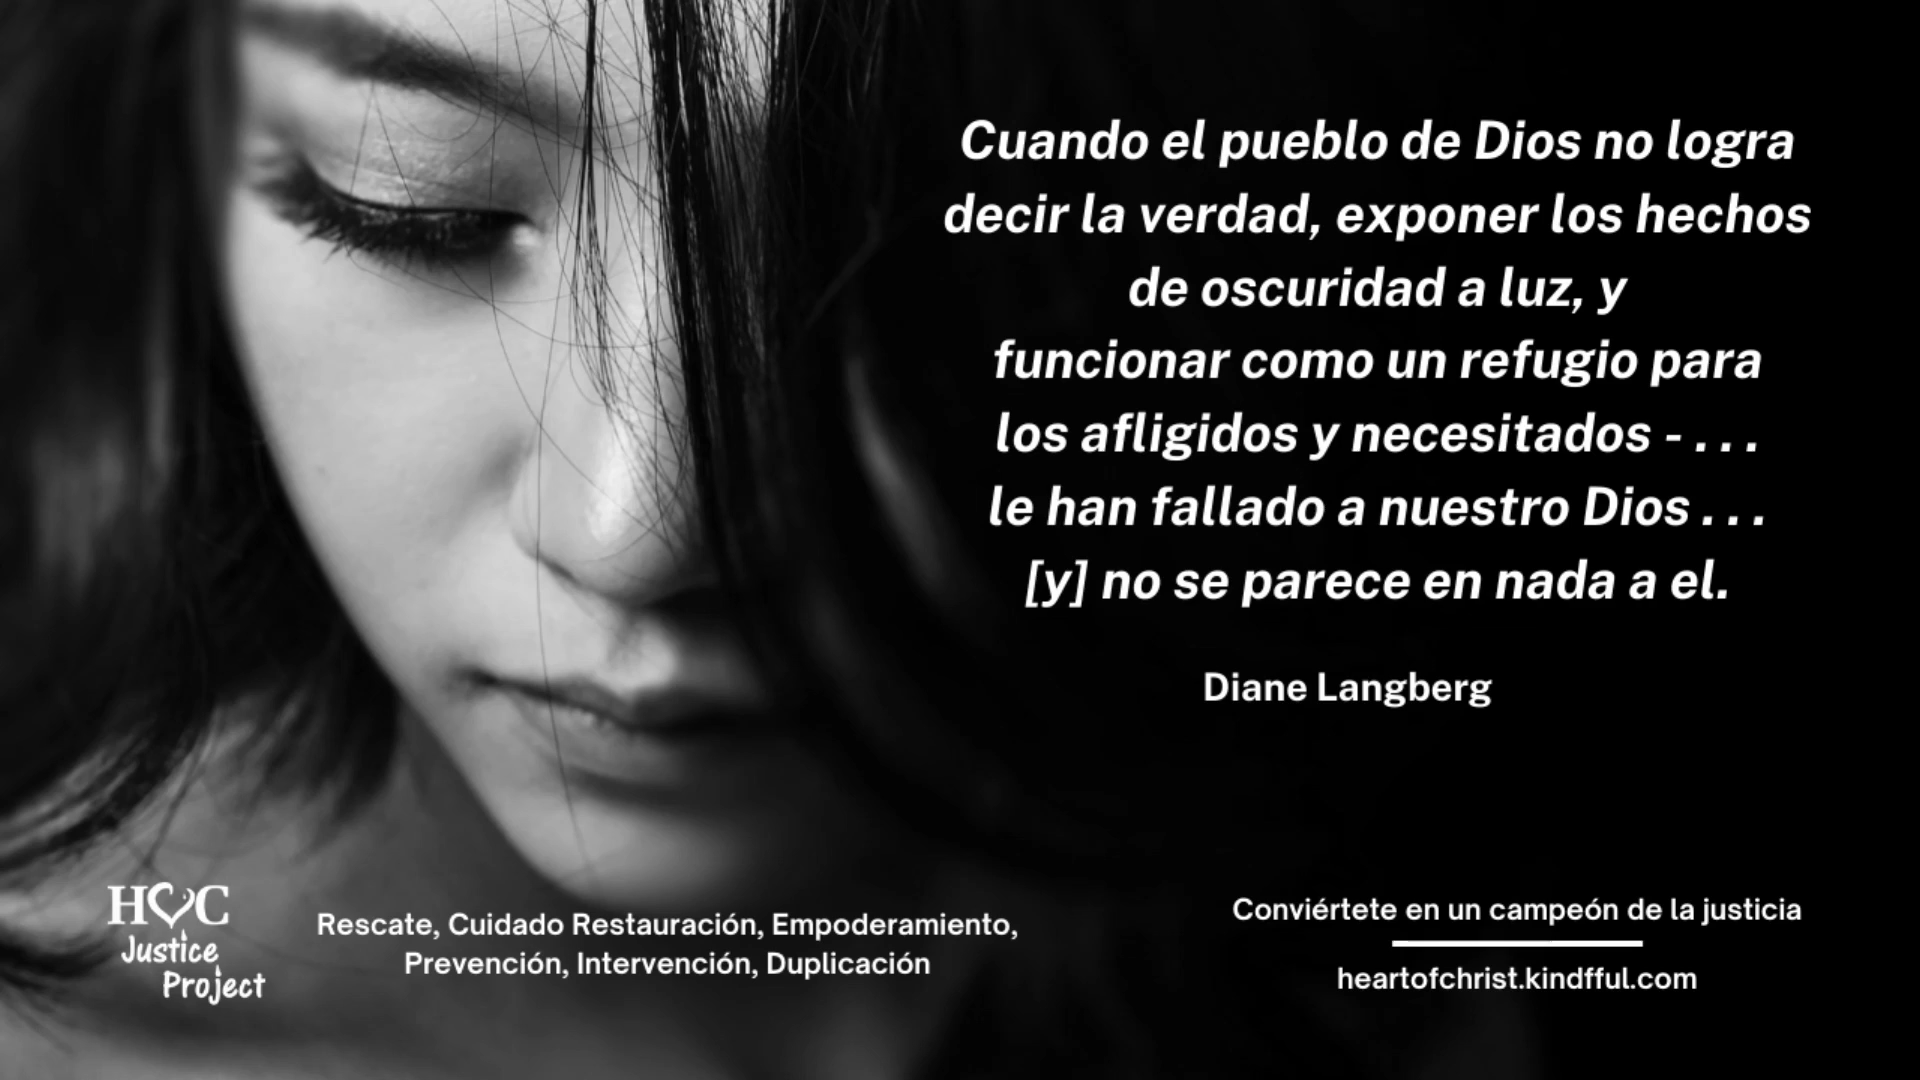 Cuando el pueblo de Dios no logra
decir la verdad, exponer los hechos
de oscuridad a luz, y
funcionar como un refugio para
los afligidos y necesitados - . . .
le han fallado a nuestro Dios . . .
[y] no se parece en nada a el.
Diane Langberg
HC
Justice
Project
Rescate, Cuidado Restauración, Empoderamiento,
Prevención, Intervención, Duplicación
Conviértete en un campeón de la justicia
heartofchrist.kindfful.com